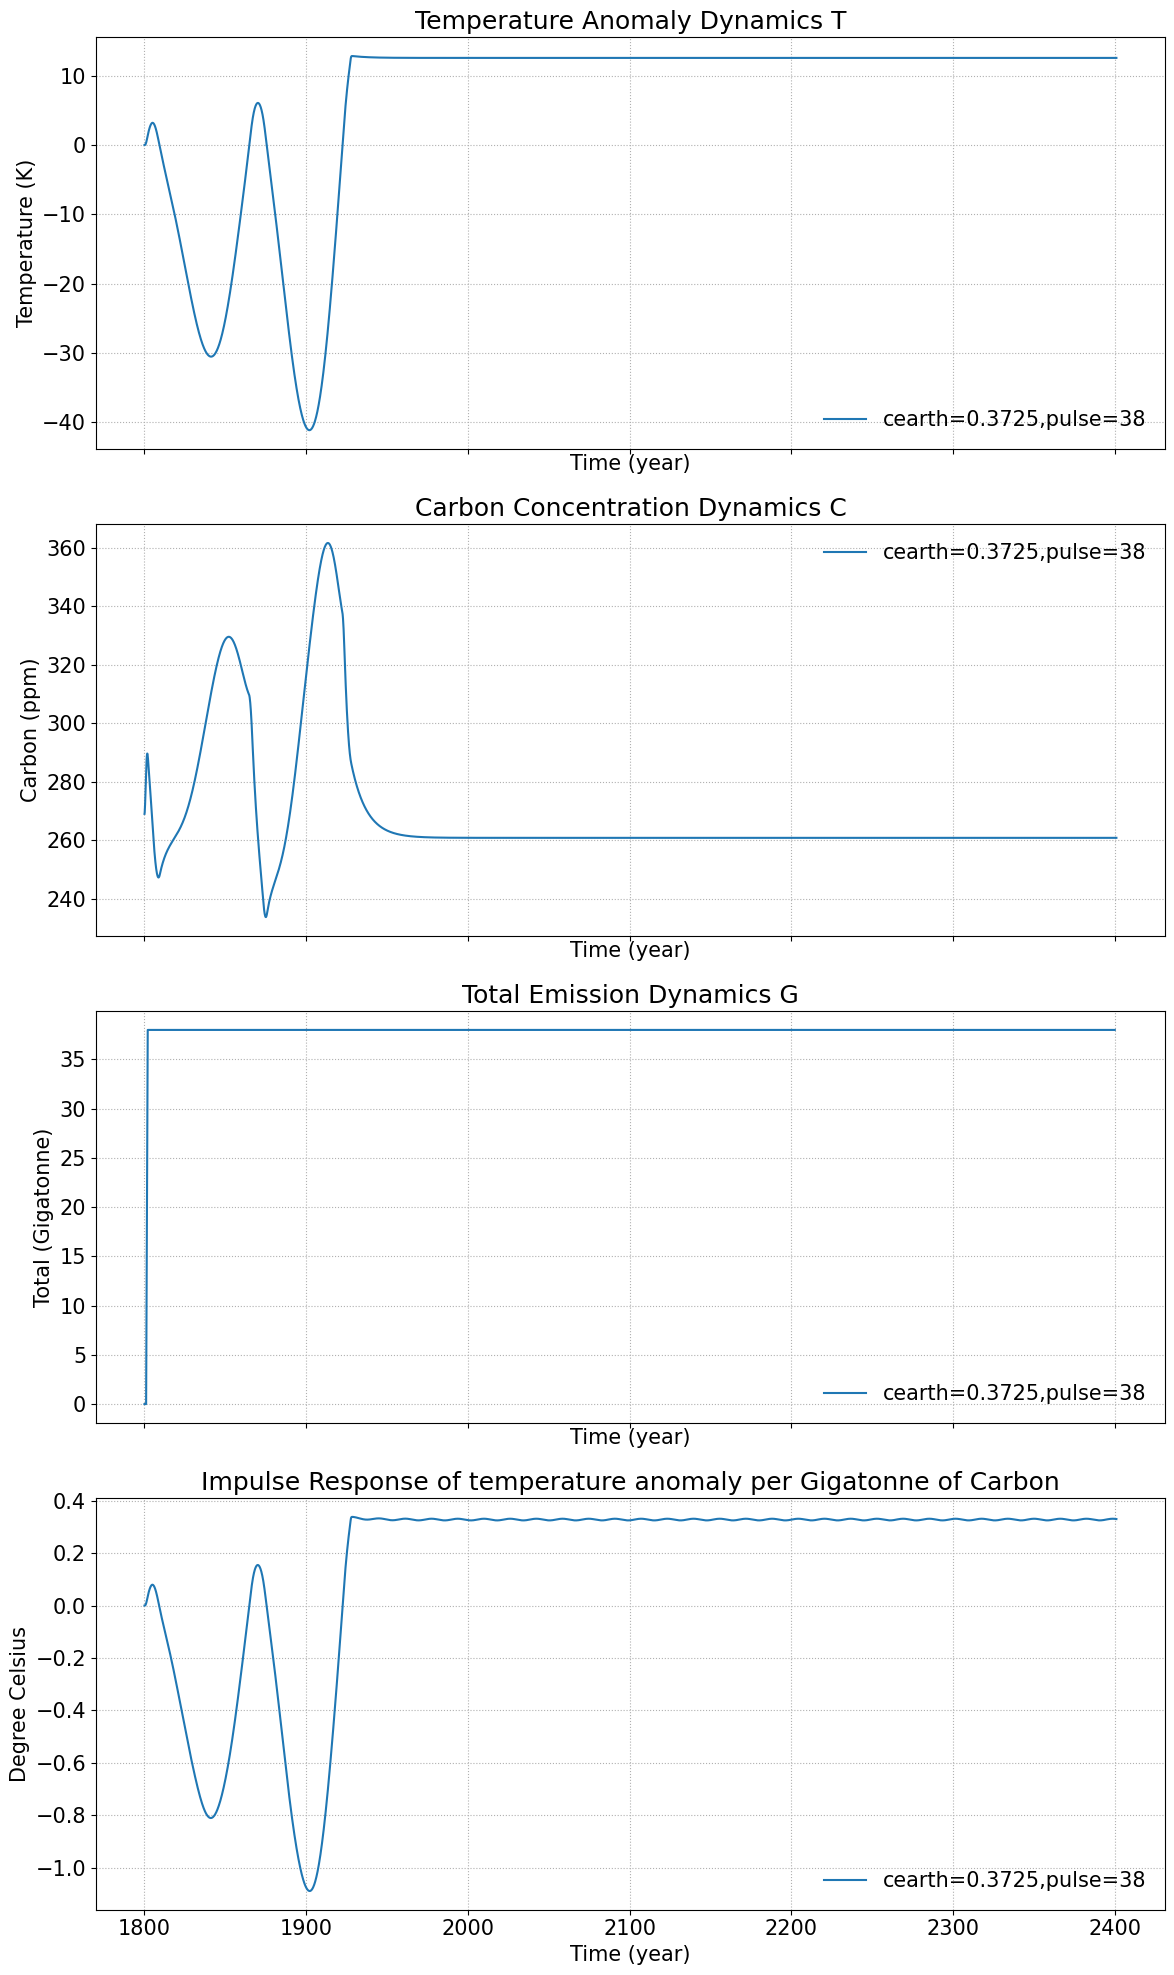 Temperature Anomaly Dynamics T
10
0
−10
−20
−30
−40
Temperature (K)
cearth=0.3725,pulse=38
Time (year)
Carbon Concentration Dynamics C
360
340
320
300
280
260
240
Carbon (ppm)
cearth=0.3725,pulse=38
Time (year)
Total Emission Dynamics G
35
30
25
20
15
10
5
0
Total (Gigatonne)
cearth=0.3725,pulse=38
Time (year)
Impulse Response of temperature anomaly per Gigatonne of Carbon
0.4
0.2
0.0
−0.2
−0.4
−0.6
−0.8
−1.0
Degree Celsius
cearth=0.3725,pulse=38
1800 1900 2000 2100 2200 2300 2400
Time (year)